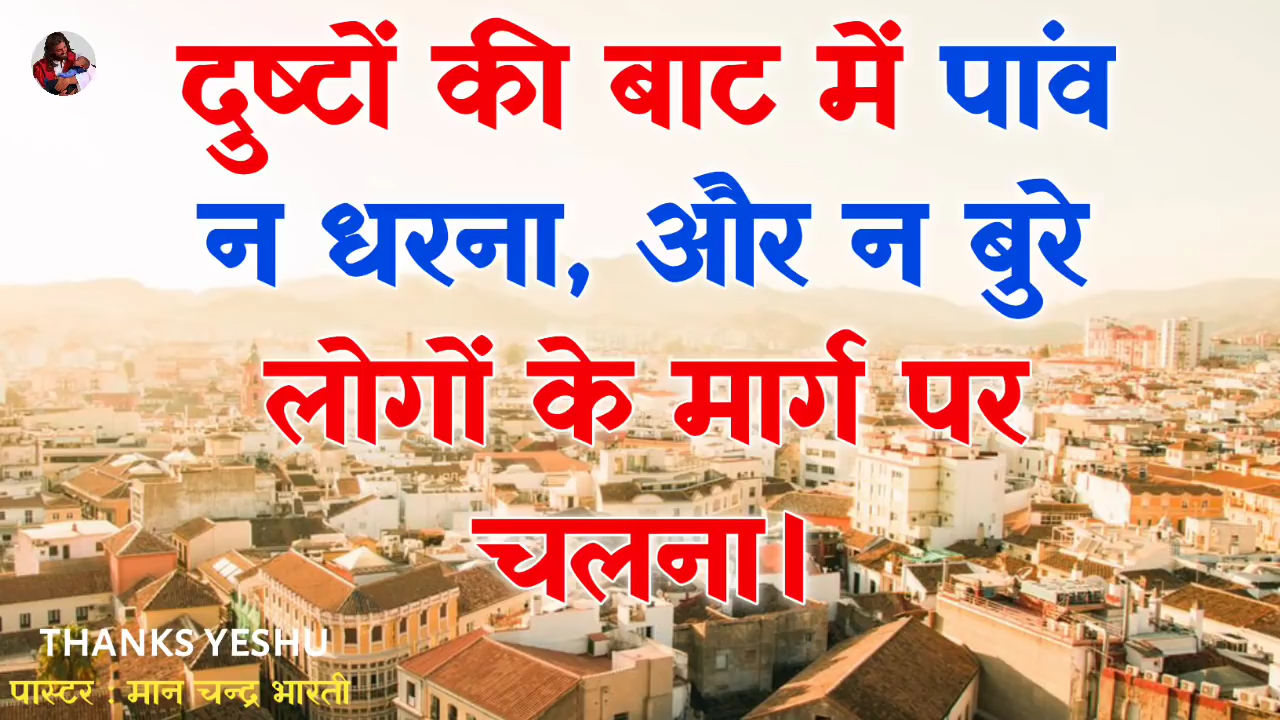 दुष्टों की बाट में पांव
न धरना, और न बुरे
लोगों के मार्ग पर
चलना।
THANKS YESHU
पास्टर : मान चन्द्र भारती